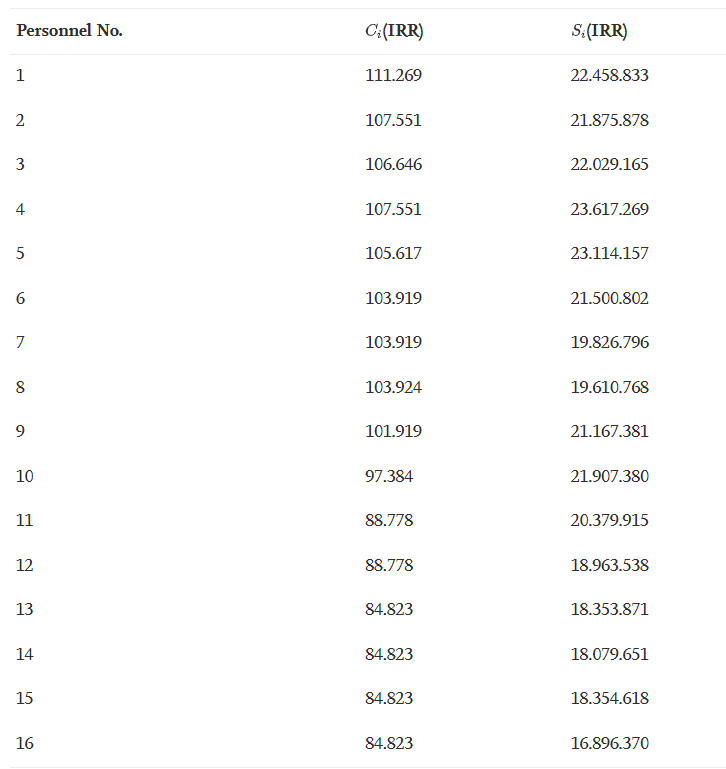 Personnel No. Cᵢ(IRR) Sᵢ(IRR)
1 111.269 22.458.833
2 107.551 21.875.878
3 106.646 22.029.165
4 107.551 23.617.269
5 105.617 23.114.157
6 103.919 21.500.802
7 103.919 19.826.796
8 103.924 19.610.768
9 101.919 21.167.381
10 97.384 21.907.380
11 88.778 20.379.915
12 88.778 18.963.538
13 84.823 18.353.871
14 84.823 18.079.651
15 84.823 18.354.618
16 84.823 16.896.370